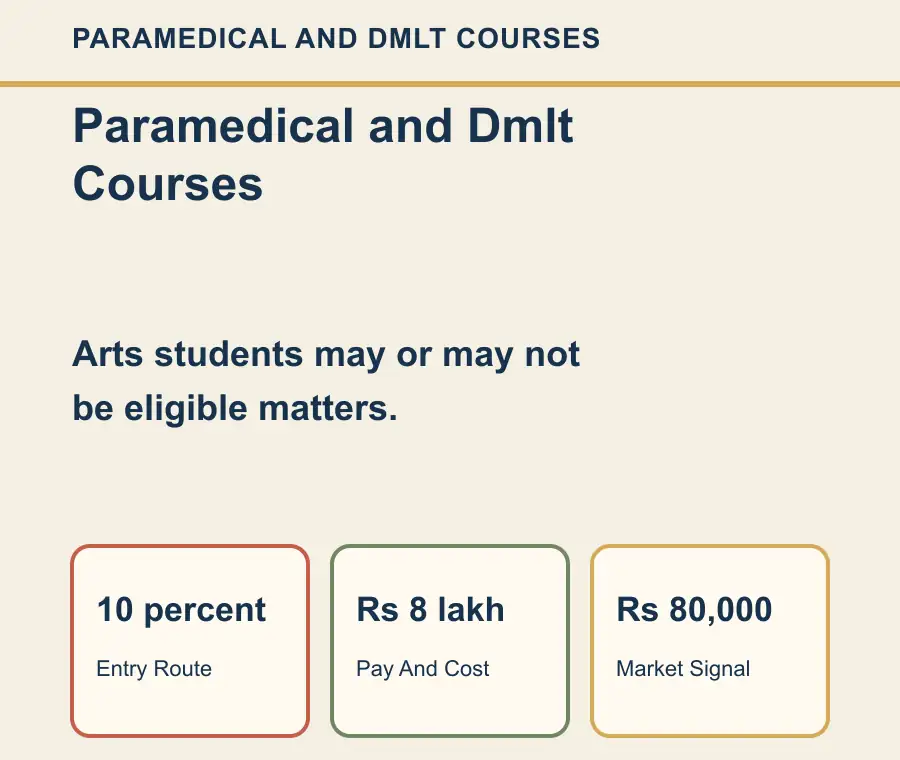 PARAMEDICAL AND DMLT COURSES
Paramedical and Dmlt
Courses
Arts students may or may not
be eligible matters.
10 percent
Entry Route
Rs 8 lakh
Pay And Cost
Rs 80,000
Market Signal